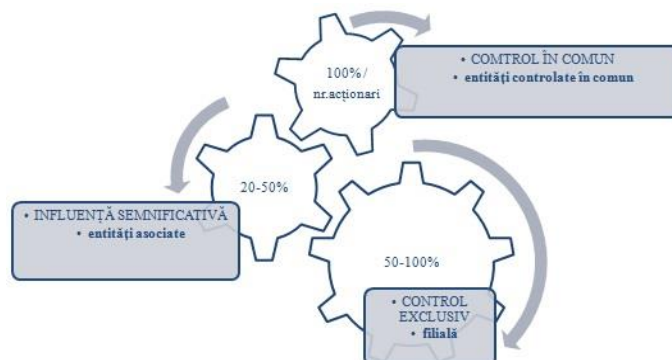 100%/
nr.acționari
• COMTROL ÎN COMUN
• entități controlate în comun
20-50%
• INFLUENȚĂ SEMNIFICATIVĂ
• entități asociate
50-100%
• CONTROL
EXCLUSIV
• filială